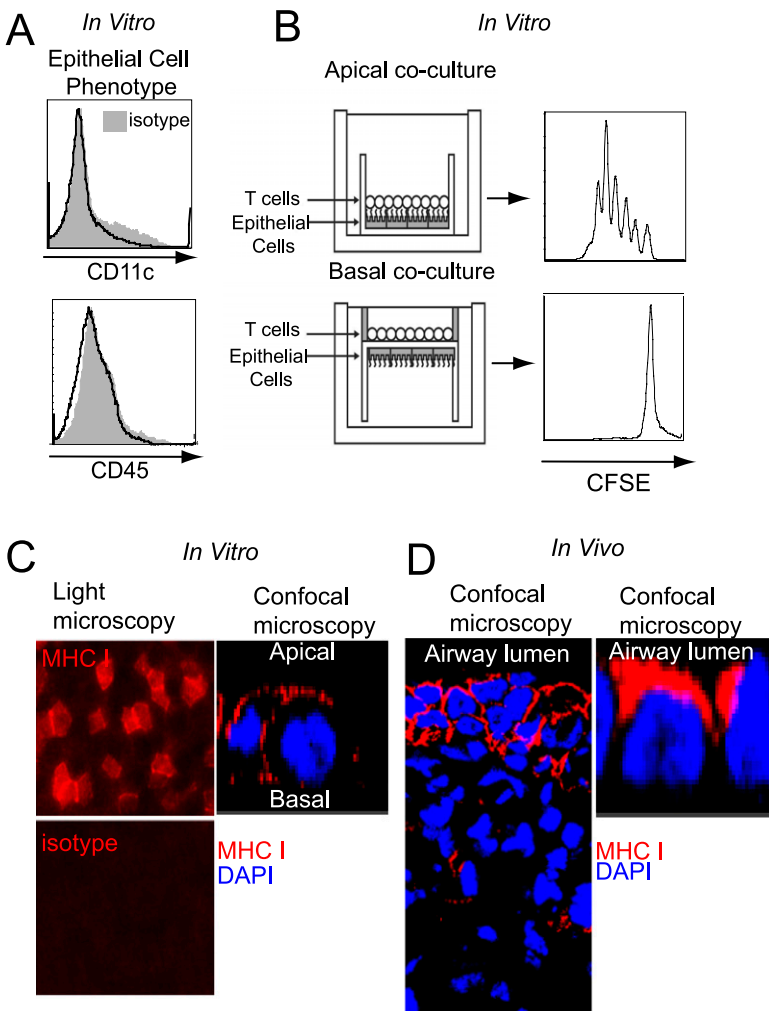 A
In Vitro
Epithelial Cell
Phenotype
isotype
CD11c
CD45
B
In Vitro
Apical co-culture
T cells
Epithelial
Cells
Basal co-culture
T cells
Epithelial
Cells
CFSE
C
In Vitro
Light
microscopy
MHC I
isotype
Confocal
microscopy
Apical
Basal
MHC I
DAPI
D
In Vivo
Confocal
microscopy
Airway lumen
Confocal
microscopy
Airway lumen
MHC I
DAPI